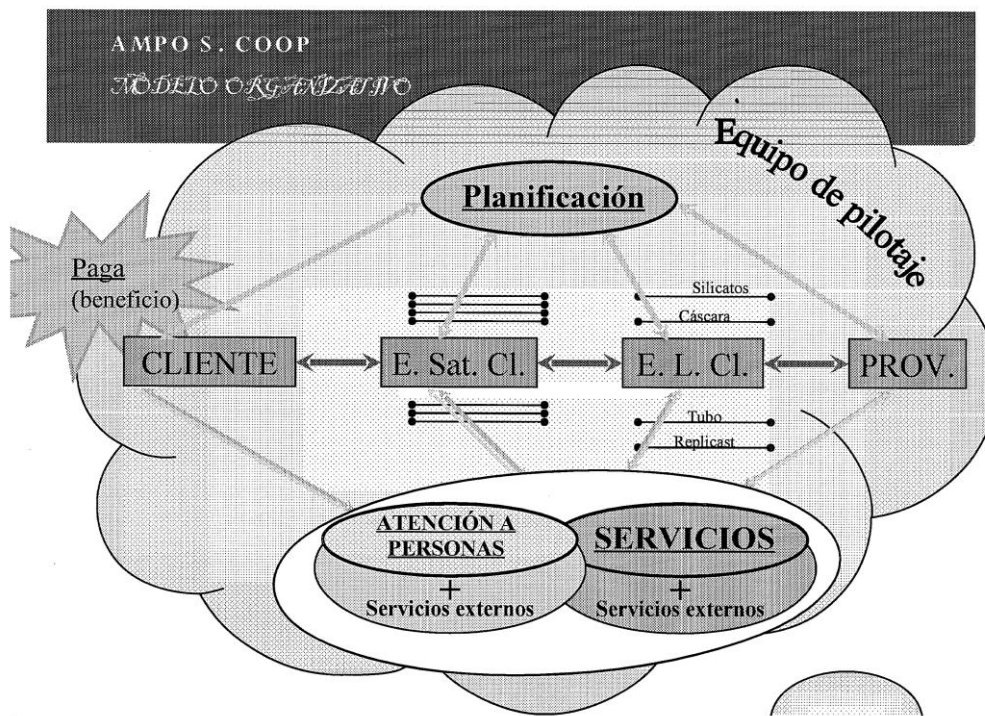 AMPO S. COOP
MODELO ORGANIZATIVO
Equipo de pilotaje
Planificación
Paga
(beneficio)
Silicatos
Cáscara
CLIENTE
E. Sat. Cl.
E. L. Cl.
PROV.
Tubo
Replicast
ATENCIÓN A
PERSONAS
SERVICIOS
+
+
Servicios externos
Servicios externos